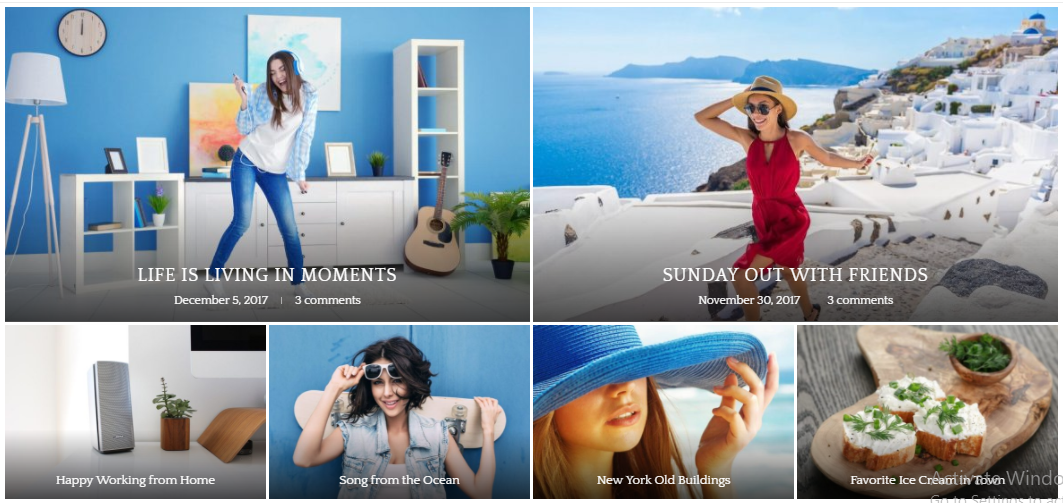 LIFE IS LIVING IN MOMENTS
December 5, 2017 | 3 comments
SUNDAY OUT WITH FRIENDS
November 30, 2017 3 comments
Happy Working from Home
Song from the Ocean
New York Old Buildings
Favorite Ice Cream in Town
Activate Wind
Go to Settings to a